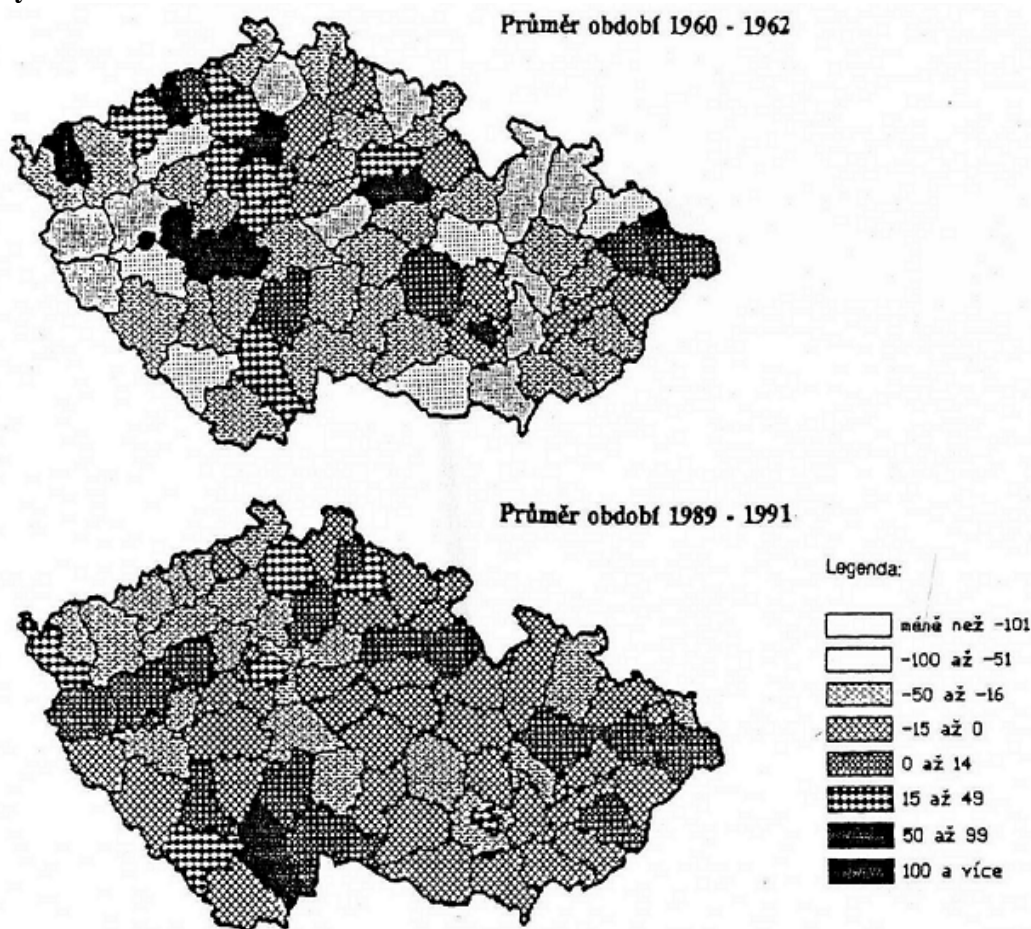 Průměr období 1960 - 1962
Průměr období 1989 - 1991
Legenda:
méně než -101
-100 až -51
-50 až -16
-15 až 0
0 až 14
15 až 49
50 až 99
100 a více